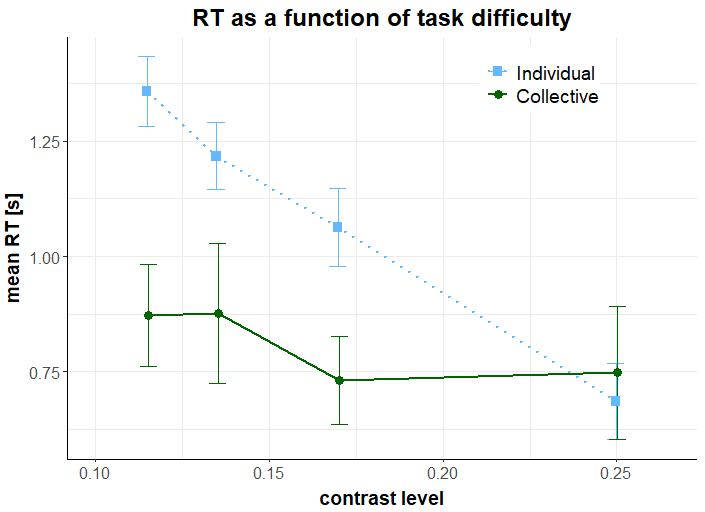 RT as a function of task difficulty
Individual
Collective
mean RT [s]
1.25
1.00
0.75
0.10 0.15 0.20 0.25
contrast level